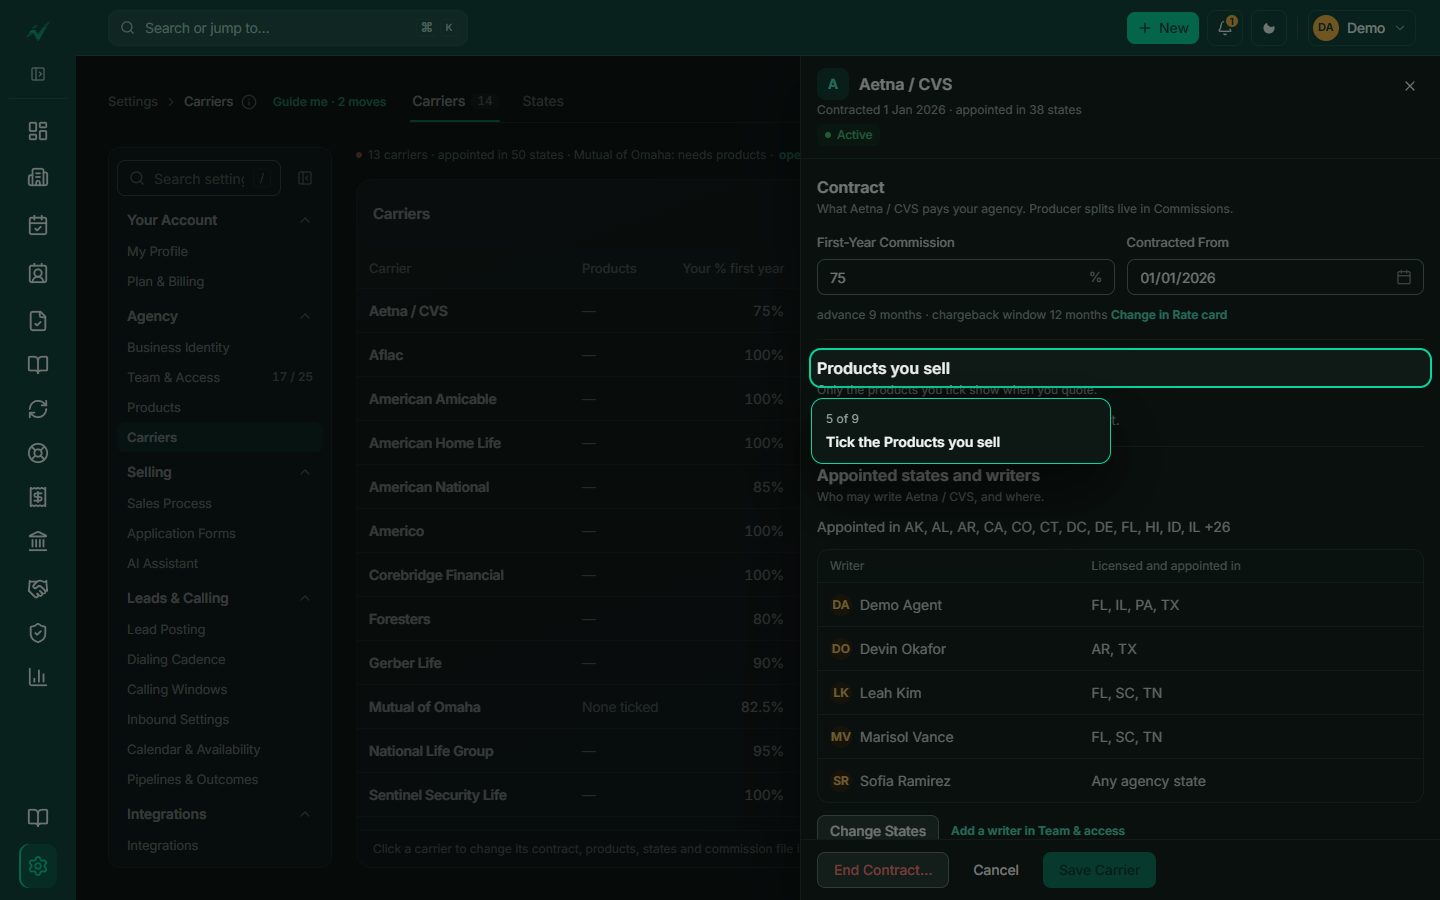 Search or jump to...
⌘ K
New
1
DA Demo
Settings > Carriers
Guide me · 2 moves
Carriers 14
States
Search setting /
Your Account
My Profile
Plan & Billing
Agency
Business Identity
Team & Access 17 / 25
Products
Carriers
Selling
Sales Process
Application Forms
AI Assistant
Leads & Calling
Lead Posting
Dialing Cadence
Calling Windows
Inbound Settings
Calendar & Availability
Pipelines & Outcomes
Integrations
Integrations
13 carriers · appointed in 50 states · Mutual of Omaha: needs products · ope
Carriers
Carrier Products Your % first year
Aetna / CVS — 75%
Aflac — 100%
American Amicable — 100%
American Home Life — 100%
American National — 85%
Americo — 100%
Corebridge Financial — 100%
Foresters — 80%
Gerber Life — 90%
Mutual of Omaha None ticked 82.5%
National Life Group — 95%
Sentinel Security Life — 100%
Click a carrier to change its contract, products, states and commission file i
A
Aetna / CVS
Contracted 1 Jan 2026 · appointed in 38 states
Active
Contract
What Aetna / CVS pays your agency. Producer splits live in Commissions.
First-Year Commission Contracted From
75 % 01/01/2026
advance 9 months · chargeback window 12 months Change in Rate card
Products you sell
Only the products you tick show when you quote.
5 of 9
Tick the Products you sell
t.
Appointed states and writers
Who may write Aetna / CVS, and where.
Appointed in AK, AL, AR, CA, CO, CT, DC, DE, FL, HI, ID, IL +26
Writer Licensed and appointed in
DA Demo Agent FL, IL, PA, TX
DO Devin Okafor AR, TX
LK Leah Kim FL, SC, TN
MV Marisol Vance FL, SC, TN
SR Sofia Ramirez Any agency state
Change States Add a writer in Team & access
End Contract... Cancel Save Carrier